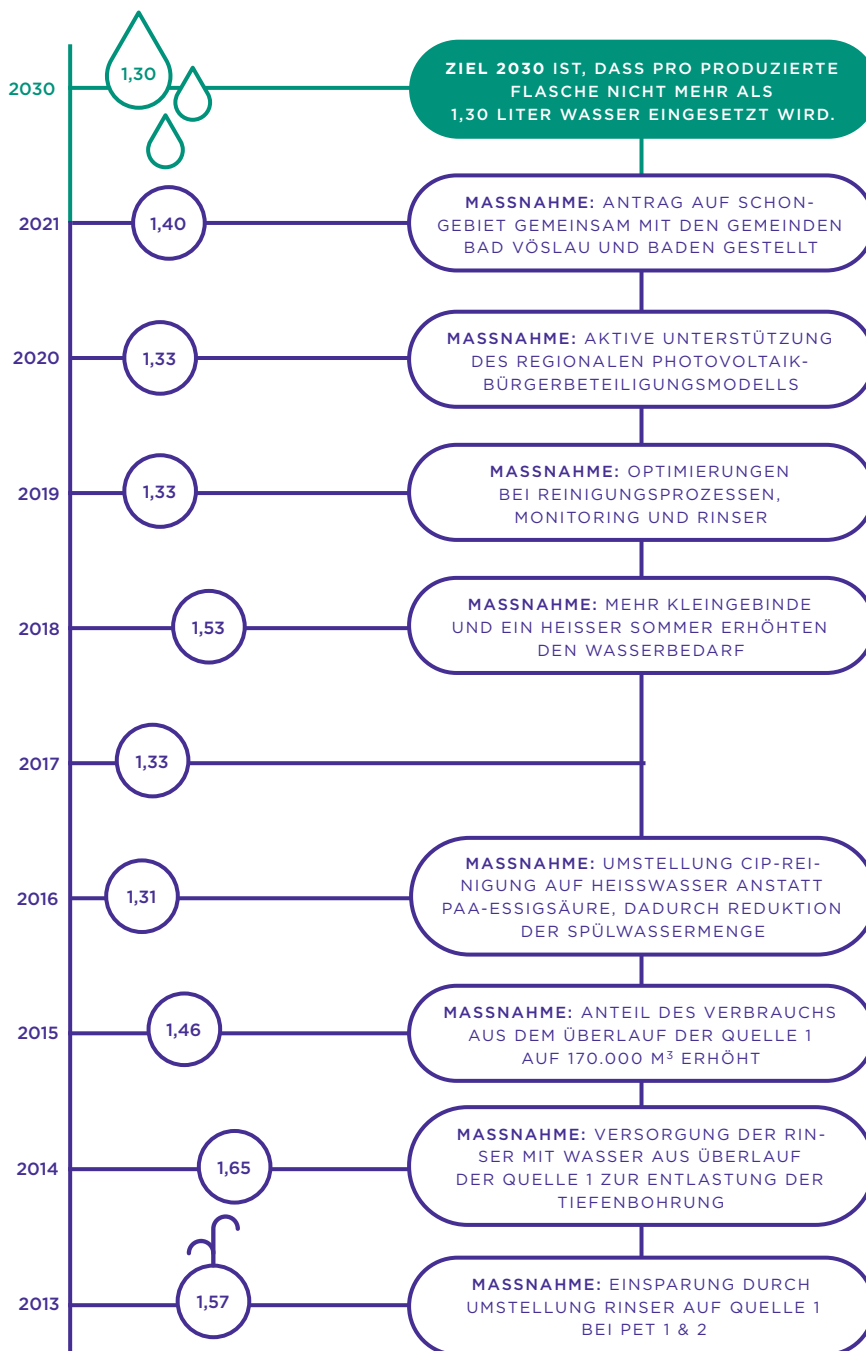 2030
1,30
ZIEL 2030 IST, DASS PRO PRODUZIERTE
FLASCHE NICHT MEHR ALS
1,30 LITER WASSER EINGESETZT WIRD.
2021
1,40
MASSNAHME: ANTRAG AUF SCHON-
GEBIET GEMEINSAM MIT DEN GEMEINDEN
BAD VÖSLAU UND BADEN GESTELLT
2020
1,33
MASSNAHME: AKTIVE UNTERSTÜTZUNG
DES REGIONALEN PHOTOVOLTAIK-
BÜRGERBETEILIGUNGSMODELLS
2019
1,33
MASSNAHME: OPTIMIERUNGEN
BEI REINIGUNGSPROZESSEN,
MONITORING UND RINSER
2018
1,53
MASSNAHME: MEHR KLEINGEBINDE
UND EIN HEISSER SOMMER ERHÖHTEN
DEN WASSERBEDARF
2017
1,33
2016
1,31
MASSNAHME: UMSTELLUNG CIP-REI-
NIGUNG AUF HEISSWASSER ANSTATT
PAA-ESSIGSÄURE, DADURCH REDUKTION
DER SPÜLWASSERMENGE
2015
1,46
MASSNAHME: ANTEIL DES VERBRAUCHS
AUS DEM ÜBERLAUF DER QUELLE 1
AUF 170.000 M³ ERHÖHT
2014
1,65
MASSNAHME: VERSORGUNG DER RIN-
SER MIT WASSER AUS ÜBERLAUF
DER QUELLE 1 ZUR ENTLASTUNG DER
TIEFENBOHRUNG
2013
1,57
MASSNAHME: EINSPARUNG DURCH
UMSTELLUNG RINSER AUF QUELLE 1
BEI PET 1 & 2